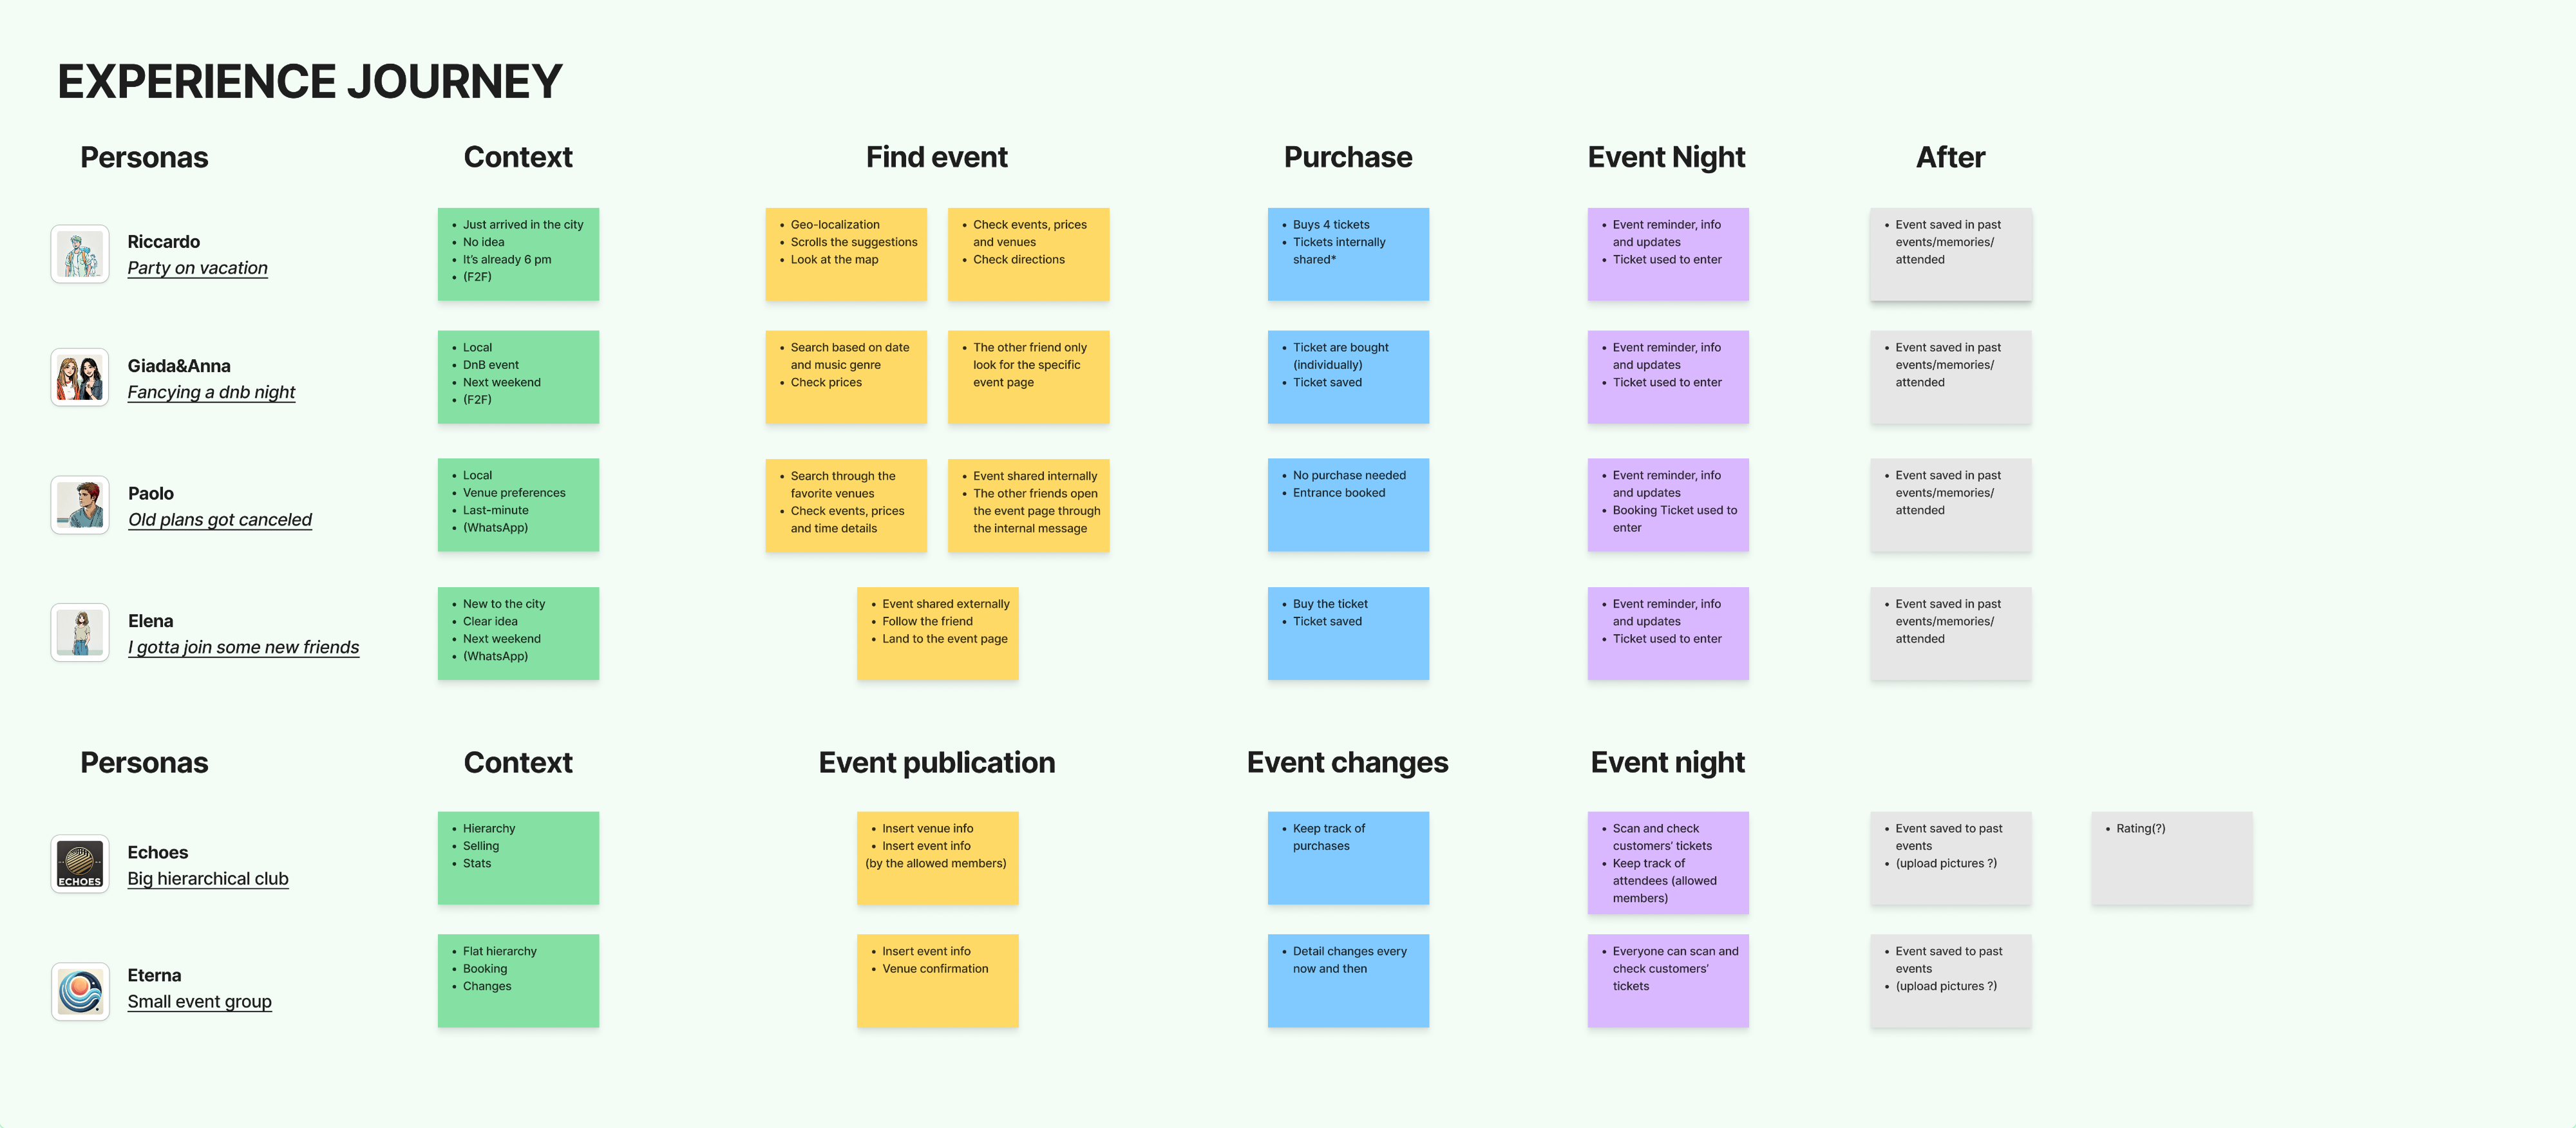 EXPERIENCE JOURNEY
Personas
Context
Find event
Purchase
Event Night
After
Riccardo
Party on vacation
• Just arrived in the city
• No idea
• It's already 6 pm
• (F2F)
• Geo-localization
• Scrolls the suggestions
• Look at the map
• Check events, prices
and venues
• Check directions
• Buys 4 tickets
• Tickets internally
shared*
• Event reminder, info
and updates
• Ticket used to enter
• Event saved in past
events/memories/
attended
Giada&Anna
Fancying a dnb night
• Local
• DnB event
• Next weekend
• (F2F)
• Search based on date
and music genre
• Check prices
• The other friend only
look for the specific
event page
• Ticket are bought
(individually)
• Ticket saved
• Event reminder, info
and updates
• Ticket used to enter
• Event saved in past
events/memories/
attended
Paolo
Old plans got canceled
• Local
• Venue preferences
• Last-minute
• (WhatsApp)
• Search through the
favorite venues
• Check events, prices
and time details
• Event shared internally
• The other friends open
the event page through
the internal message
• No purchase needed
• Entrance booked
• Event reminder, info
and updates
• Booking Ticket used to
enter
• Event saved in past
events/memories/
attended
Elena
I gotta join some new friends
• New to the city
• Clear idea
• Next weekend
• (WhatsApp)
• Event shared externally
• Follow the friend
• Land to the event page
• Buy the ticket
• Ticket saved
• Event reminder, info
and updates
• Ticket used to enter
• Event saved in past
events/memories/
attended
Personas
Context
Event publication
Event changes
Event night
ECHOES
Echoes
Big hierarchical club
• Hierarchy
• Selling
• Stats
• Insert venue info
• Insert event info
(by the allowed members)
• Keep track of
purchases
• Scan and check
customers' tickets
• Keep track of
attendees (allowed
members)
• Event saved to past
events
• (upload pictures ?)
• Rating(?)
Eterna
Small event group
• Flat hierarchy
• Booking
• Changes
• Insert event info
• Venue confirmation
• Detail changes every
now and then
• Everyone can scan and
check customers'
tickets
• Event saved to past
events
• (upload pictures ?)